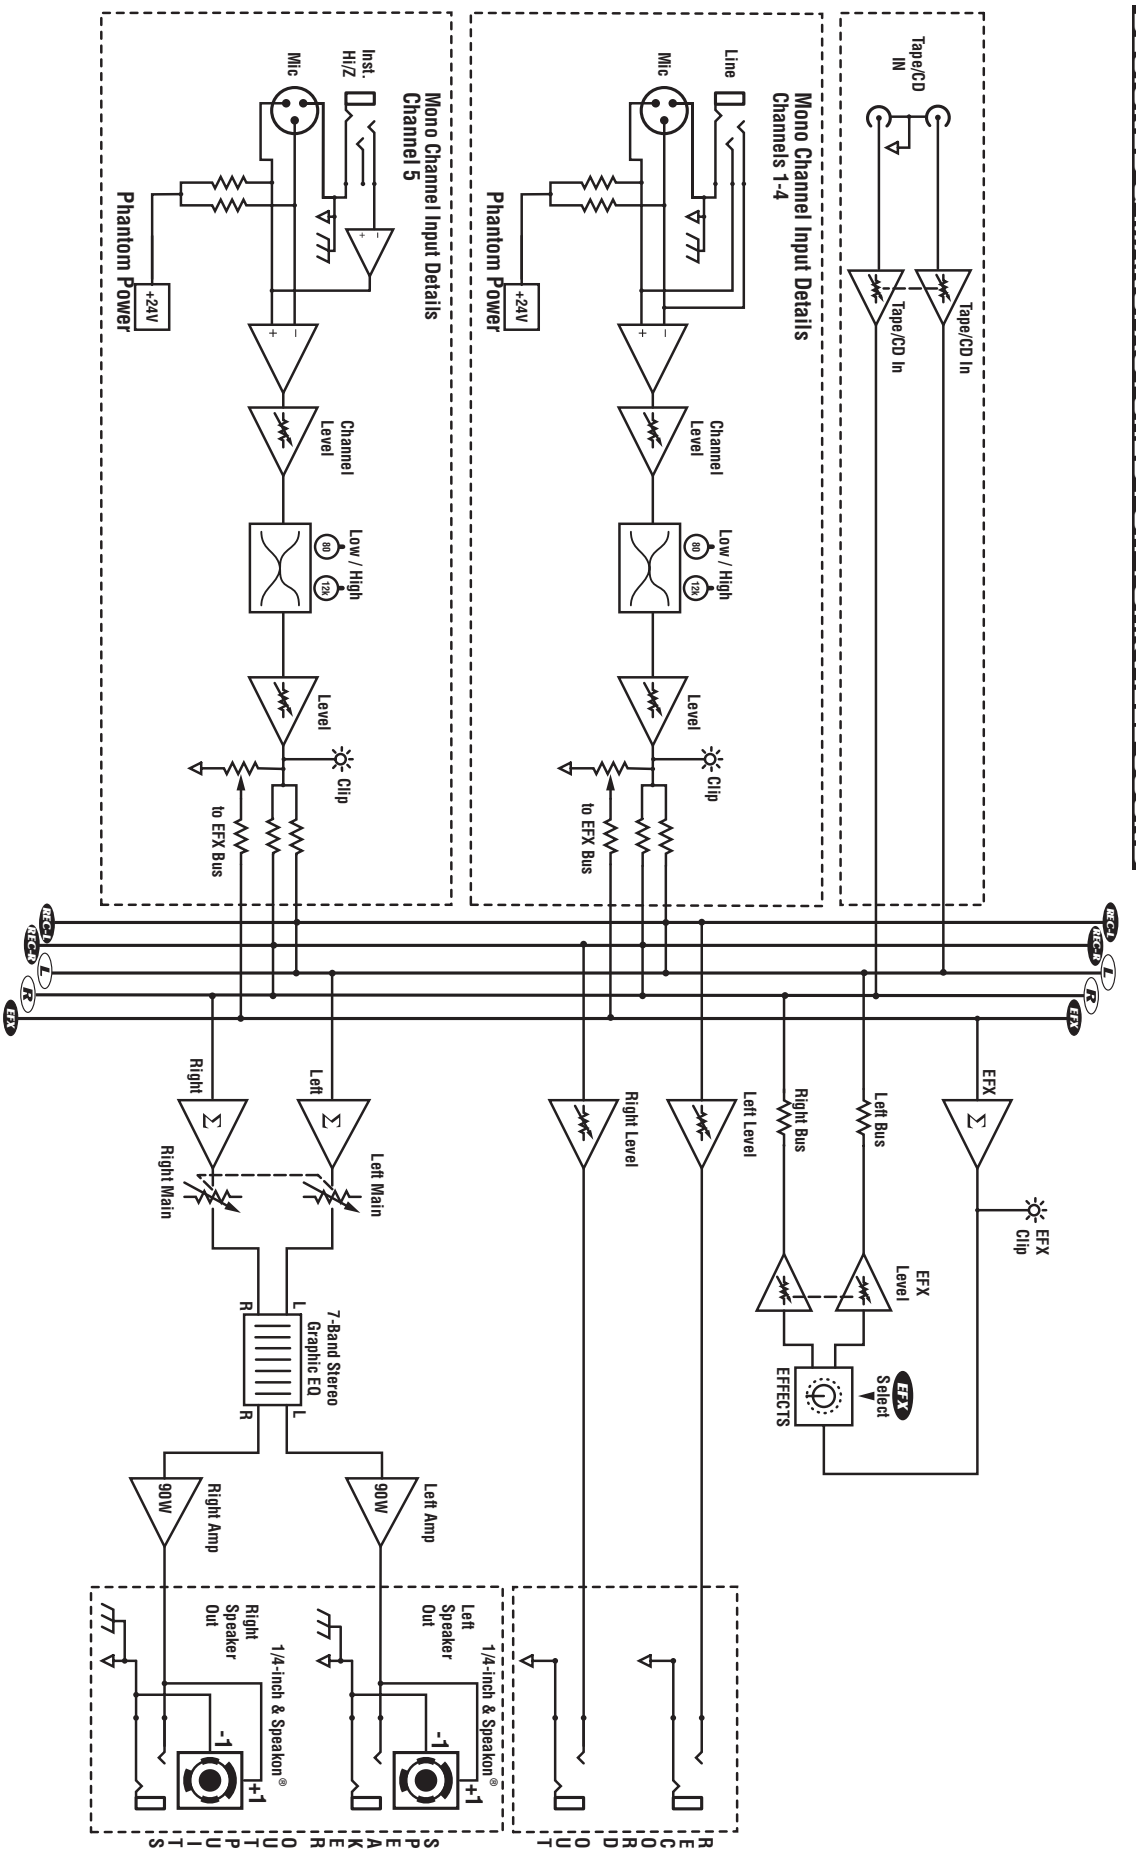 Tape/CD
IN
Tape/CD In
Tape/CD In
Mono Channel Input Details
Channels 1-4
Line
Mic
Phantom Power
+24V
+
−
Channel
Level
Low / High
80
12k
Level
Clip
to EFX Bus
Mono Channel Input Details
Channel 5
Inst.
Hi/Z
Mic
Phantom Power
+24V
−
+
−
+
Channel
Level
Low / High
80
12k
Level
Clip
to EFX Bus
REC-L
REC-R
L
R
EFX
REC-L
REC-R
L
R
EFX
EFX
Σ
EFX
Clip
Left Bus
Right Bus
EFX
Level
EFX
Select
EFFECTS
Left Level
Right Level
Left
Σ
Left Main
Right
Σ
Right Main
L
R
7-Band Stereo
Graphic EQ
L
R
Left Amp
90W
Right Amp
90W
RECORD OUT
Left
Speaker
Out
1/4-inch & Speakon®
-1
+1
Right
Speaker
Out
1/4-inch & Speakon®
-1
+1
SPEAKER OUTPUTS